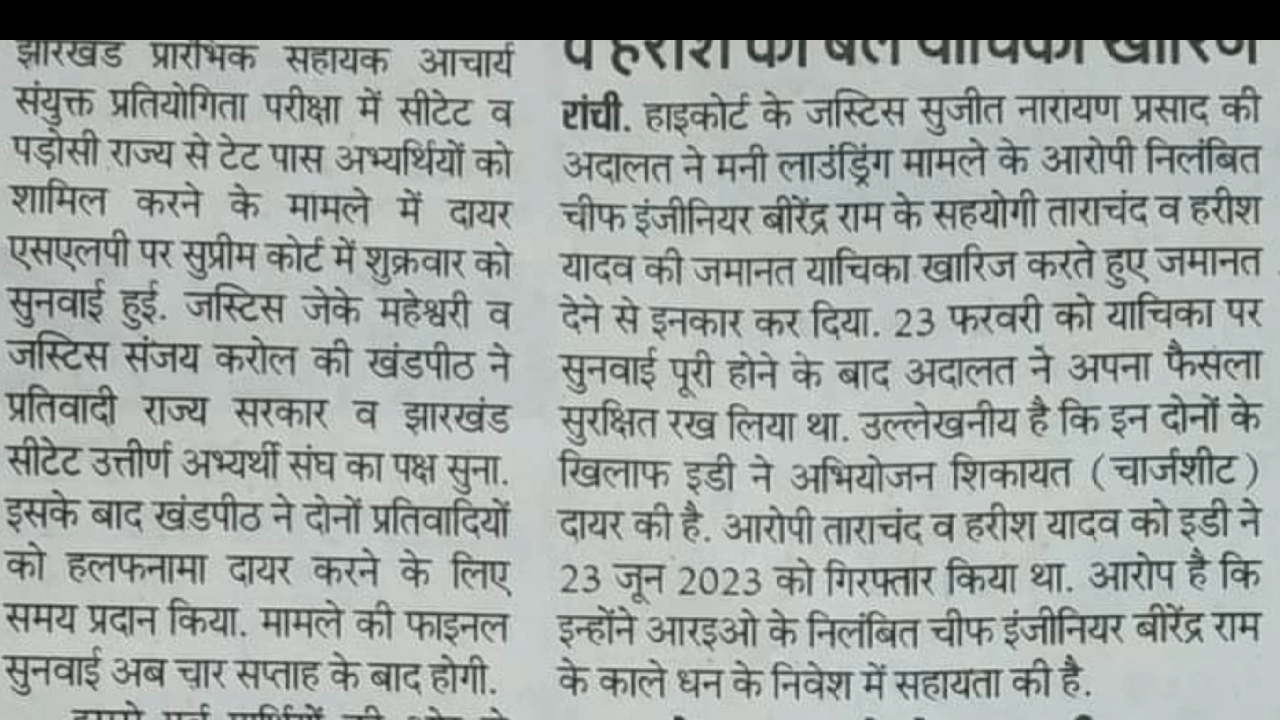 झारखंड प्रारंभिक सहायक आचार्य
संयुक्त प्रतियोगिता परीक्षा में सीटेट व
पड़ोसी राज्य से टेट पास अभ्यर्थियों को
शामिल करने के मामले में दायर
एसएलपी पर सुप्रीम कोर्ट में शुक्रवार को
सुनवाई हुई. जस्टिस जेके महेश्वरी व
जस्टिस संजय करोल की खंडपीठ ने
प्रतिवादी राज्य सरकार व झारखंड
सीटेट उत्तीर्ण अभ्यर्थी संघ का पक्ष सुना.
इसके बाद खंडपीठ ने दोनों प्रतिवादियों
को हलफनामा दायर करने के लिए
समय प्रदान किया. मामले की फाइनल
सुनवाई अब चार सप्ताह के बाद होगी.
व हरीश की बेल याचिका खारिज
रांची. हाइकोर्ट के जस्टिस सुजीत नारायण प्रसाद की
अदालत ने मनी लाउंड्रिंग मामले के आरोपी निलंबित
चीफ इंजीनियर बीरेंद्र राम के सहयोगी ताराचंद व हरीश
यादव की जमानत याचिका खारिज करते हुए जमानत
देने से इनकार कर दिया. 23 फरवरी को याचिका पर
सुनवाई पूरी होने के बाद अदालत ने अपना फैसला
सुरक्षित रख लिया था. उल्लेखनीय है कि इन दोनों के
खिलाफ इडी ने अभियोजन शिकायत (चार्जशीट)
दायर की है. आरोपी ताराचंद व हरीश यादव को इडी ने
23 जून 2023 को गिरफ्तार किया था. आरोप है कि
इन्होंने आरइओ के निलंबित चीफ इंजीनियर बीरेंद्र राम
के काले धन के निवेश में सहायता की है.